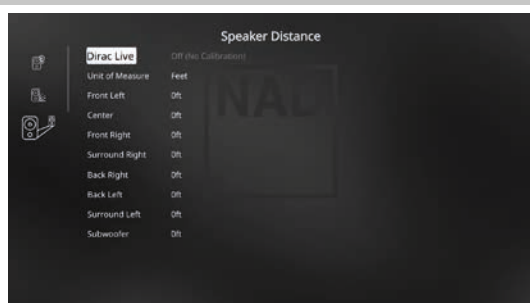 Speaker Distance
Dirac Live Off (No Calibration)
Unit of Measure Feet
Front Left 0ft
Center 0ft
Front Right 0ft
Surround Right 0ft
Back Right 0ft
Back Left 0ft
Surround Left 0ft
Subwoofer 0ft
NAD